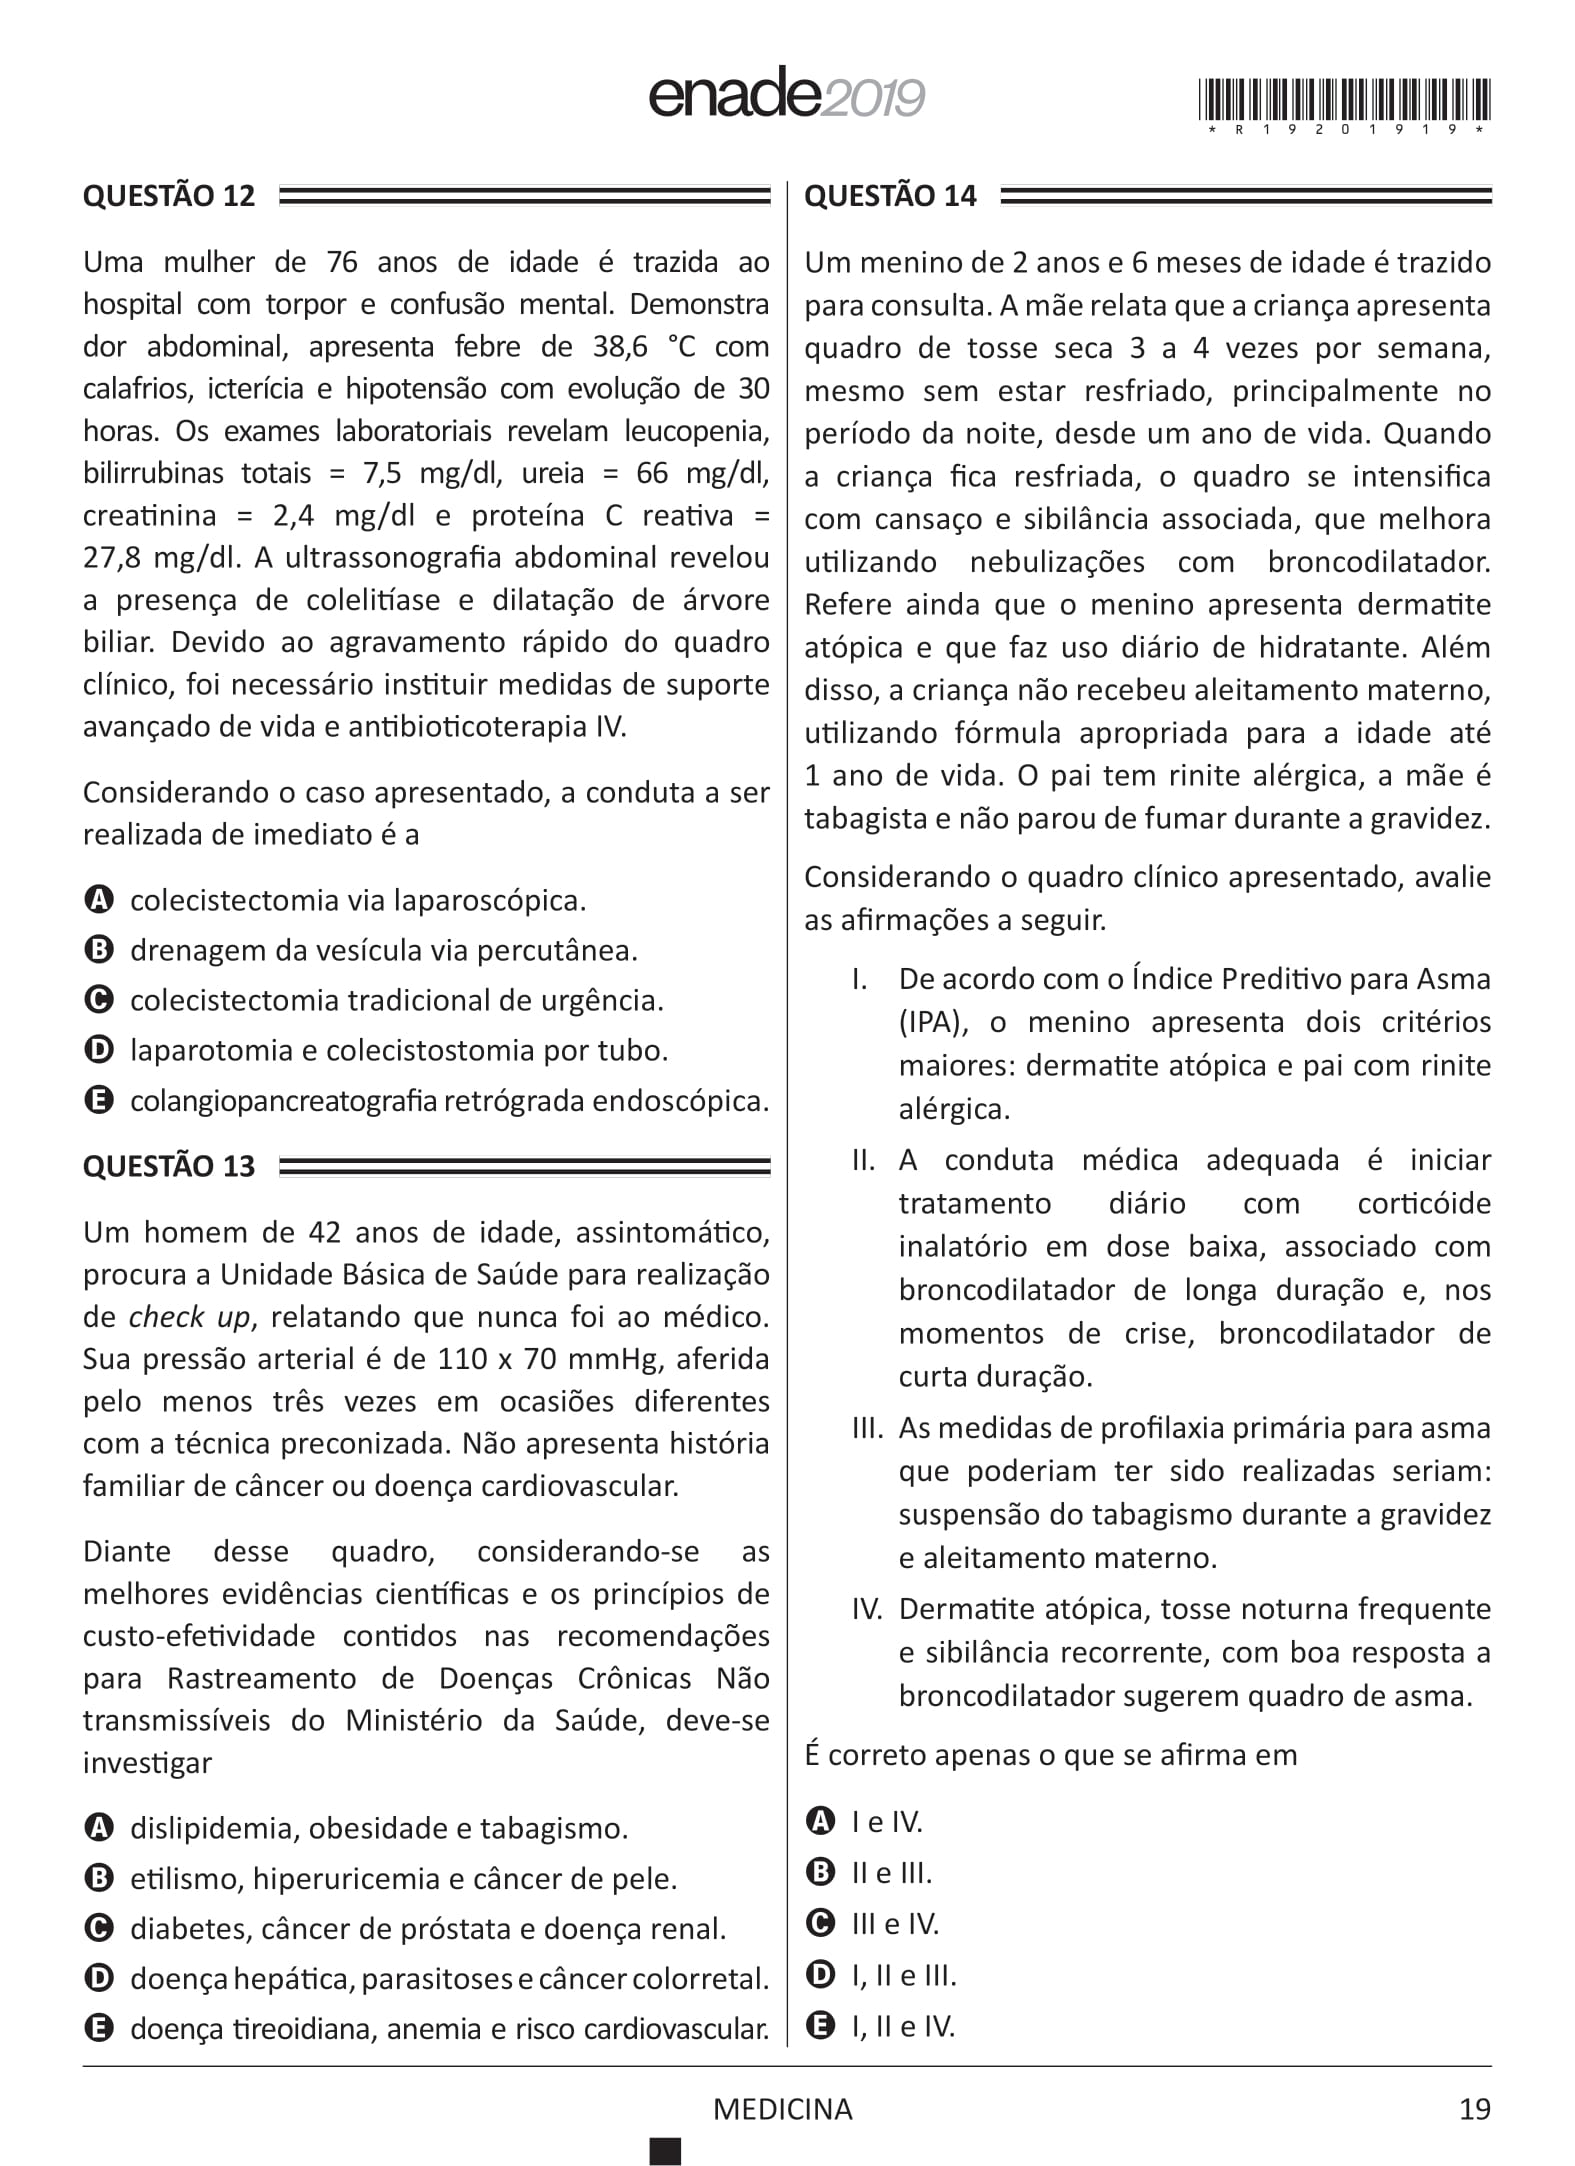 enade2019
*R19201919*
QUESTÃO 12
Uma mulher de 76 anos de idade é trazida ao
hospital com torpor e confusão mental. Demonstra
dor abdominal, apresenta febre de 38,6 °C com
calafrios, icterícia e hipotensão com evolução de 30
horas. Os exames laboratoriais revelam leucopenia,
bilirrubinas totais = 7,5 mg/dl, ureia = 66 mg/dl,
creatinina = 2,4 mg/dl e proteína C reativa =
27,8 mg/dl. A ultrassonografia abdominal revelou
a presença de colelitíase e dilatação de árvore
biliar. Devido ao agravamento rápido do quadro
clínico, foi necessário instituir medidas de suporte
avançado de vida e antibioticoterapia IV.
Considerando o caso apresentado, a conduta a ser
realizada de imediato é a
A colecistectomia via laparoscópica.
B drenagem da vesícula via percutânea.
C colecistectomia tradicional de urgência.
D laparotomia e colecistostomia por tubo.
E colangiopancreatografia retrógrada endoscópica.
QUESTÃO 13
Um homem de 42 anos de idade, assintomático,
procura a Unidade Básica de Saúde para realização
de check up, relatando que nunca foi ao médico.
Sua pressão arterial é de 110 x 70 mmHg, aferida
pelo menos três vezes em ocasiões diferentes
com a técnica preconizada. Não apresenta história
familiar de câncer ou doença cardiovascular.
Diante desse quadro, considerando-se as
melhores evidências científicas e os princípios de
custo-efetividade contidos nas recomendações
para Rastreamento de Doenças Crônicas Não
transmissíveis do Ministério da Saúde, deve-se
investigar
A dislipidemia, obesidade e tabagismo.
B etilismo, hiperuricemia e câncer de pele.
C diabetes, câncer de próstata e doença renal.
D doença hepática, parasitoses e câncer colorretal.
E doença tireoidiana, anemia e risco cardiovascular.
QUESTÃO 14
Um menino de 2 anos e 6 meses de idade é trazido
para consulta. A mãe relata que a criança apresenta
quadro de tosse seca 3 a 4 vezes por semana,
mesmo sem estar resfriado, principalmente no
período da noite, desde um ano de vida. Quando
a criança fica resfriada, o quadro se intensifica
com cansaço e sibilância associada, que melhora
utilizando nebulizações com broncodilatador.
Refere ainda que o menino apresenta dermatite
atópica e que faz uso diário de hidratante. Além
disso, a criança não recebeu aleitamento materno,
utilizando fórmula apropriada para a idade até
1 ano de vida. O pai tem rinite alérgica, a mãe é
tabagista e não parou de fumar durante a gravidez.
Considerando o quadro clínico apresentado, avalie
as afirmações a seguir.
I. De acordo com o Índice Preditivo para Asma
(IPA), o menino apresenta dois critérios
maiores: dermatite atópica e pai com rinite
alérgica.
II. A conduta médica adequada é iniciar
tratamento diário com corticóide
inalatório em dose baixa, associado com
broncodilatador de longa duração e, nos
momentos de crise, broncodilatador de
curta duração.
III. As medidas de profilaxia primária para asma
que poderiam ter sido realizadas seriam:
suspensão do tabagismo durante a gravidez
e aleitamento materno.
IV. Dermatite atópica, tosse noturna frequente
e sibilância recorrente, com boa resposta a
broncodilatador sugerem quadro de asma.
É correto apenas o que se afirma em
A I e IV.
B II e III.
C III e IV.
D I, II e III.
E I, II e IV.
MEDICINA
19